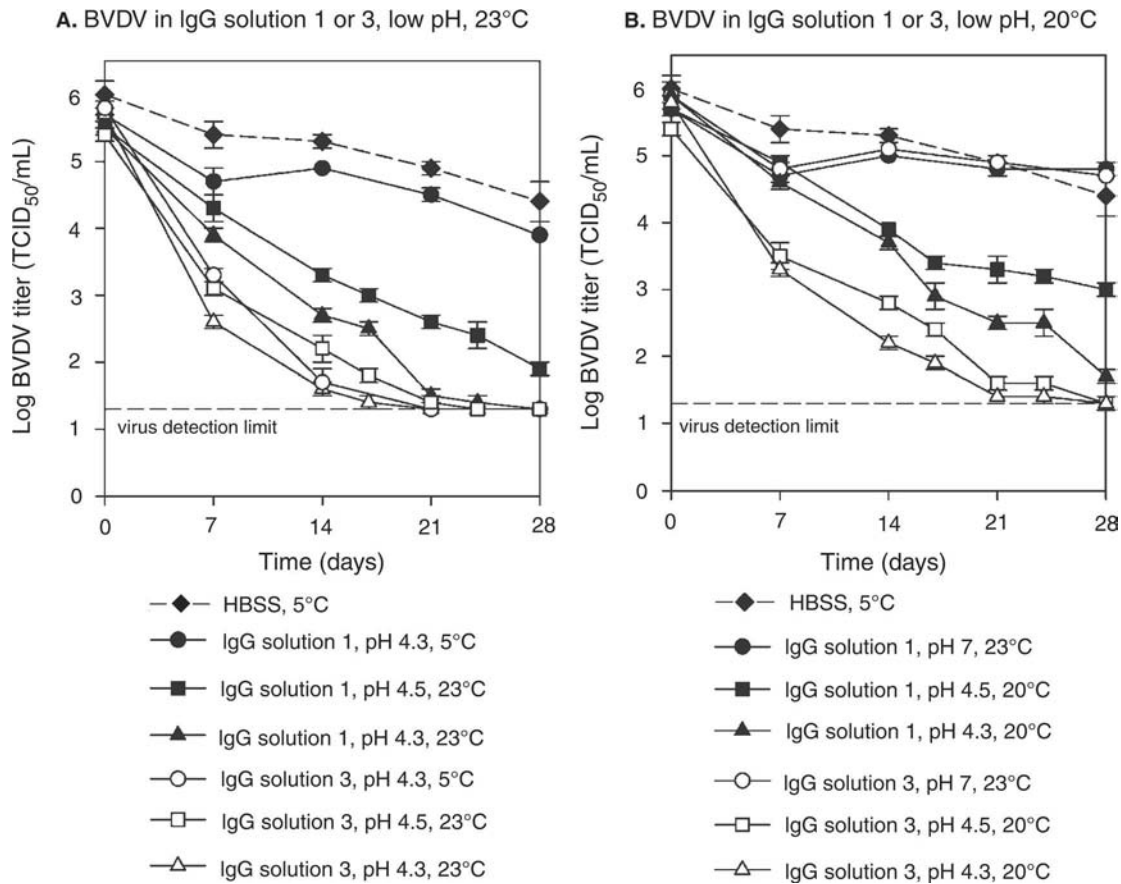 A. BVDV in IgG solution 1 or 3, low pH, 23°C
Log BVDV titer (TCID50/mL)
6
5
4
3
2
1
0
virus detection limit
0
7
14
21
28
Time (days)
HBSS, 5°C
IgG solution 1, pH 4.3, 5°C
IgG solution 1, pH 4.5, 23°C
IgG solution 1, pH 4.3, 23°C
IgG solution 3, pH 4.3, 5°C
IgG solution 3, pH 4.5, 23°C
IgG solution 3, pH 4.3, 23°C
B. BVDV in IgG solution 1 or 3, low pH, 20°C
Log BVDV titer (TCID50/mL)
6
5
4
3
2
1
0
virus detection limit
0
7
14
21
28
Time (days)
HBSS, 5°C
IgG solution 1, pH 7, 23°C
IgG solution 1, pH 4.5, 20°C
IgG solution 1, pH 4.3, 20°C
IgG solution 3, pH 7, 23°C
IgG solution 3, pH 4.5, 20°C
IgG solution 3, pH 4.3, 20°C